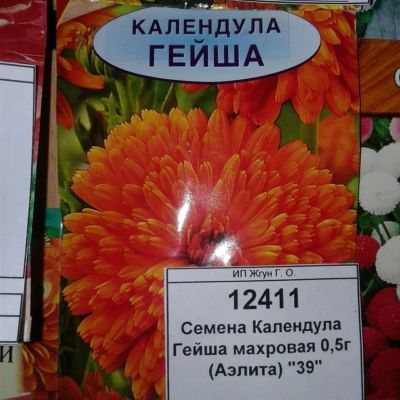 КАЛЕНДУЛА
ГЕЙША
ИП Жгун Г. О.
12411
Семена Календула
Гейша махровая 0,5г
(Аэлита) "39"
И